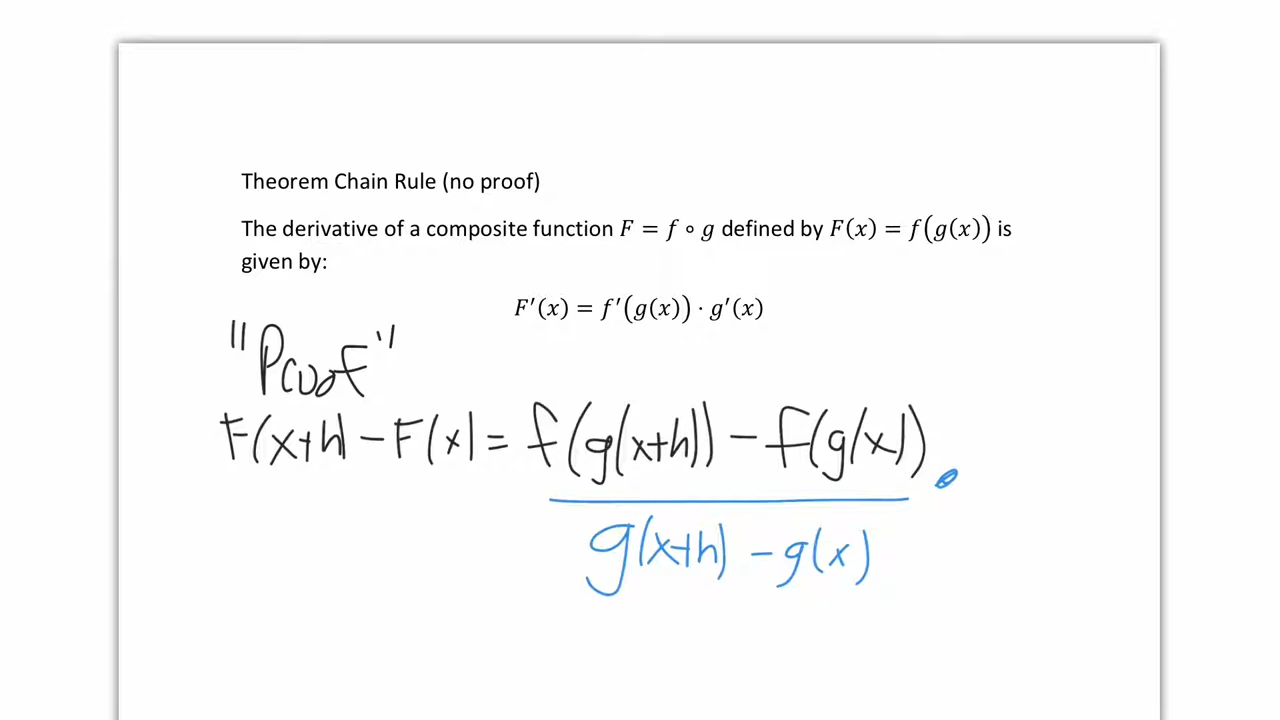 Theorem Chain Rule (no proof)
The derivative of a composite function F = f ∘ g defined by F(x) = f(g(x)) is
given by:
F′(x) = f′(g(x)) · g′(x)
"Proof"
F(x+h) − F(x) = f(g(x+h)) − f(g(x)) .
g(x+h) − g(x)